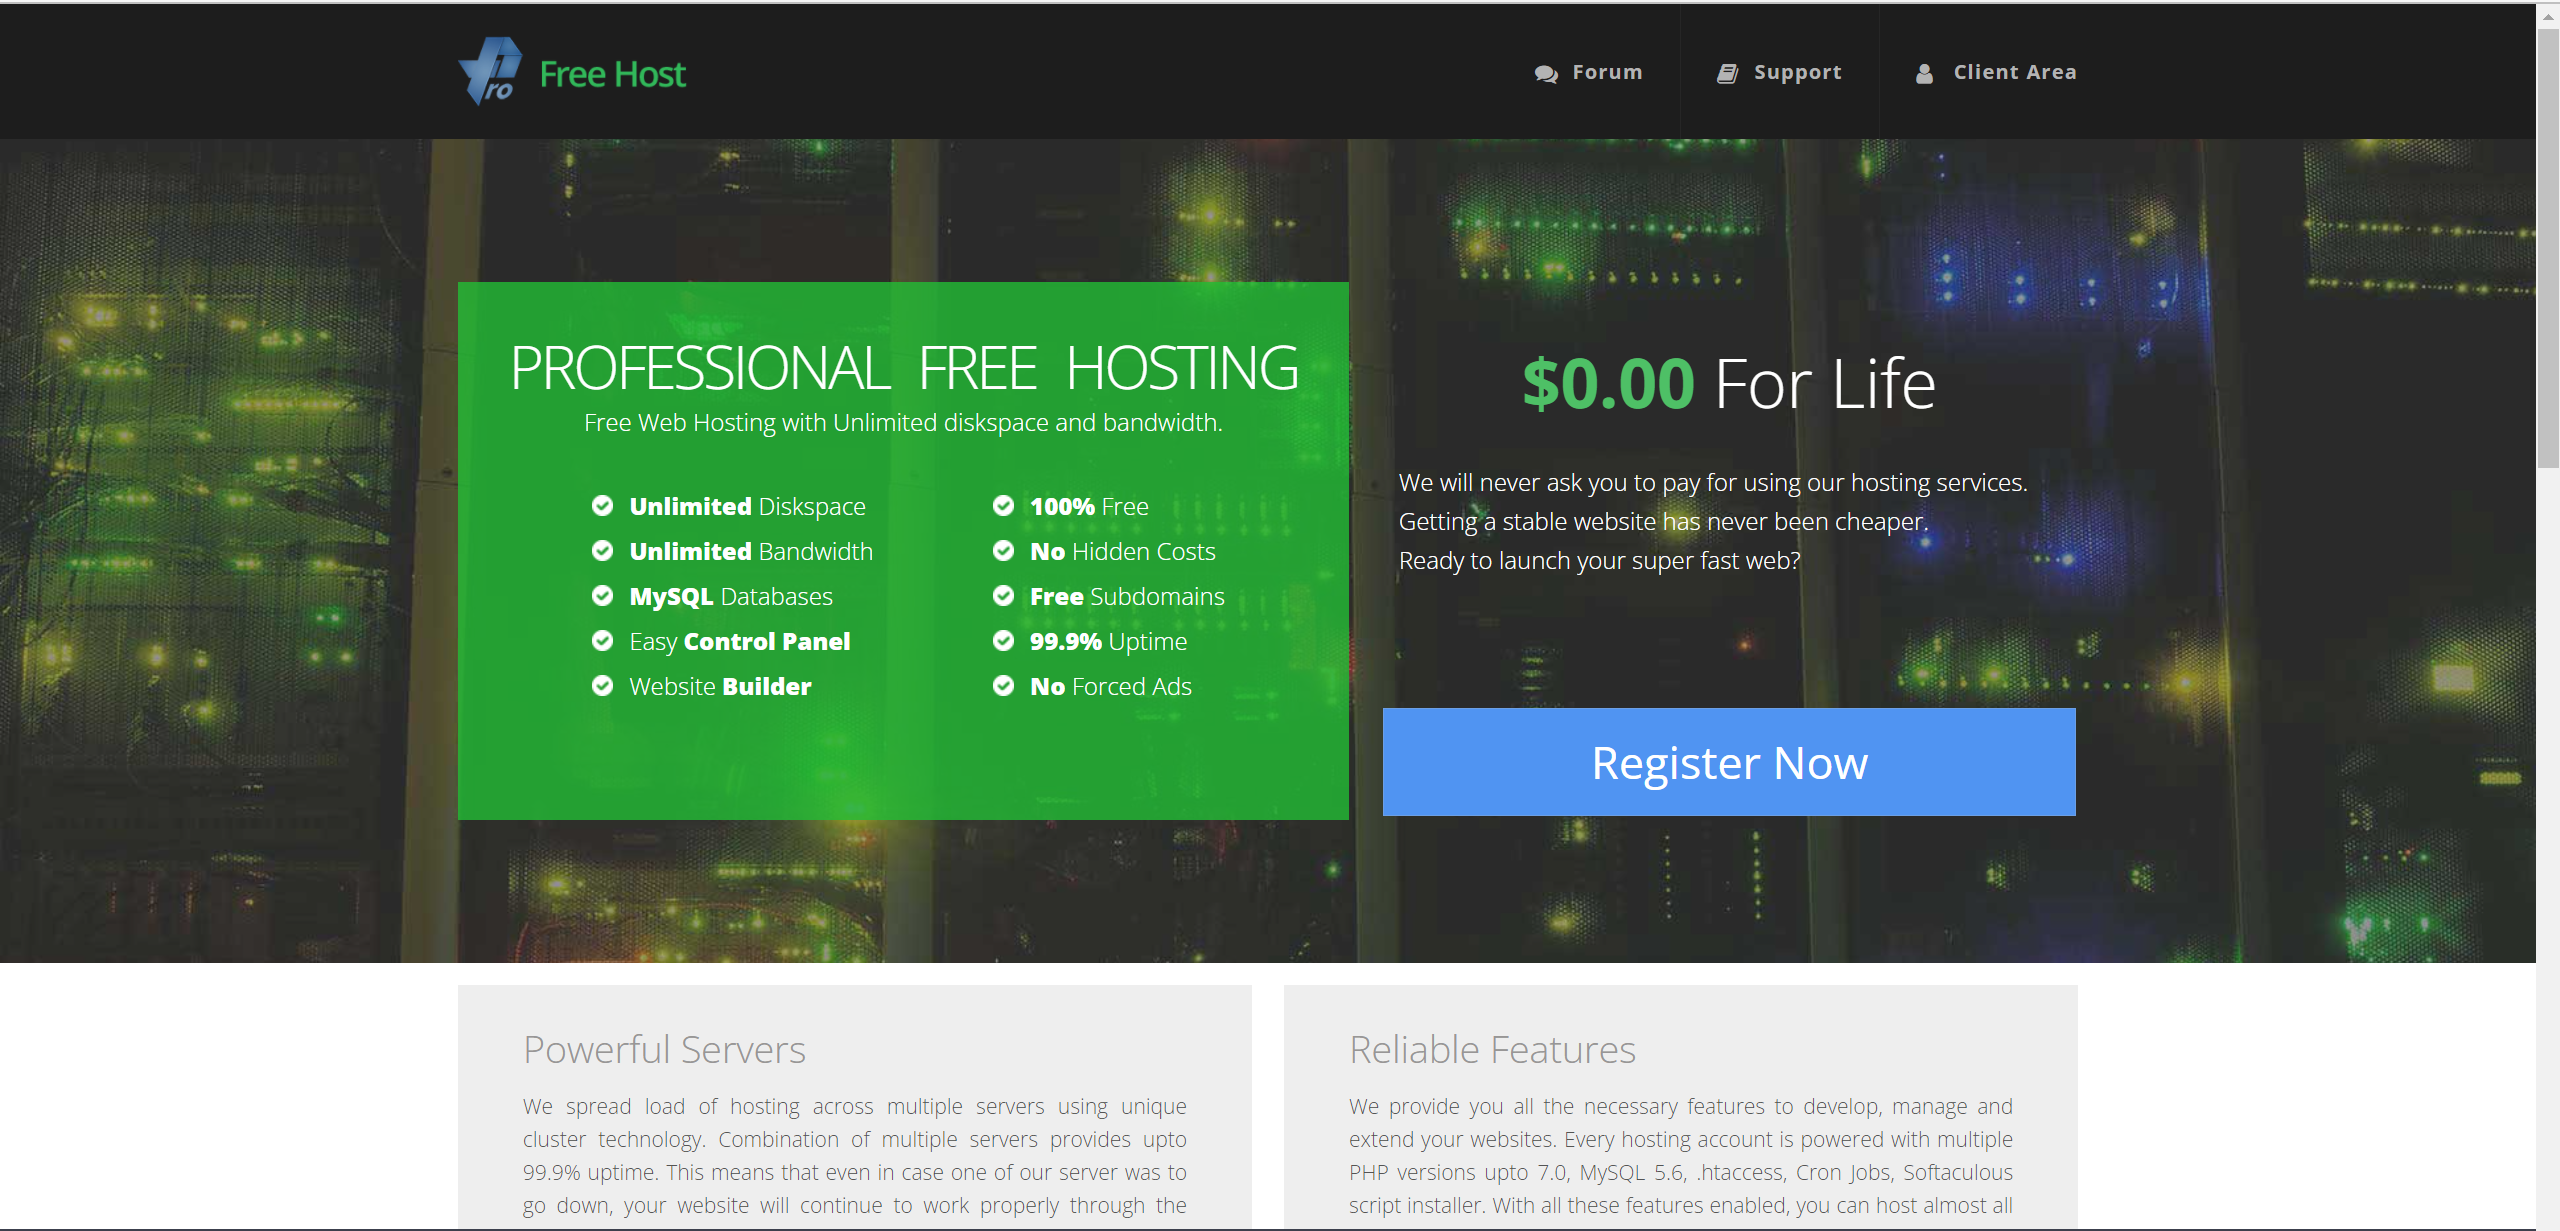 ro Free Host
Forum
Support
Client Area
PROFESSIONAL FREE HOSTING
Free Web Hosting with Unlimited diskspace and bandwidth.
Unlimited Diskspace
Unlimited Bandwidth
MySQL Databases
Easy Control Panel
Website Builder
100% Free
No Hidden Costs
Free Subdomains
99.9% Uptime
No Forced Ads
$0.00 For Life
We will never ask you to pay for using our hosting services.
Getting a stable website has never been cheaper.
Ready to launch your super fast web?
Register Now
Powerful Servers
We spread load of hosting across multiple servers using unique
cluster technology. Combination of multiple servers provides upto
99.9% uptime. This means that even in case one of our server was to
go down, your website will continue to work properly through the
Reliable Features
We provide you all the necessary features to develop, manage and
extend your websites. Every hosting account is powered with multiple
PHP versions upto 7.0, MySQL 5.6, .htaccess, Cron Jobs, Softaculous
script installer. With all these features enabled, you can host almost all